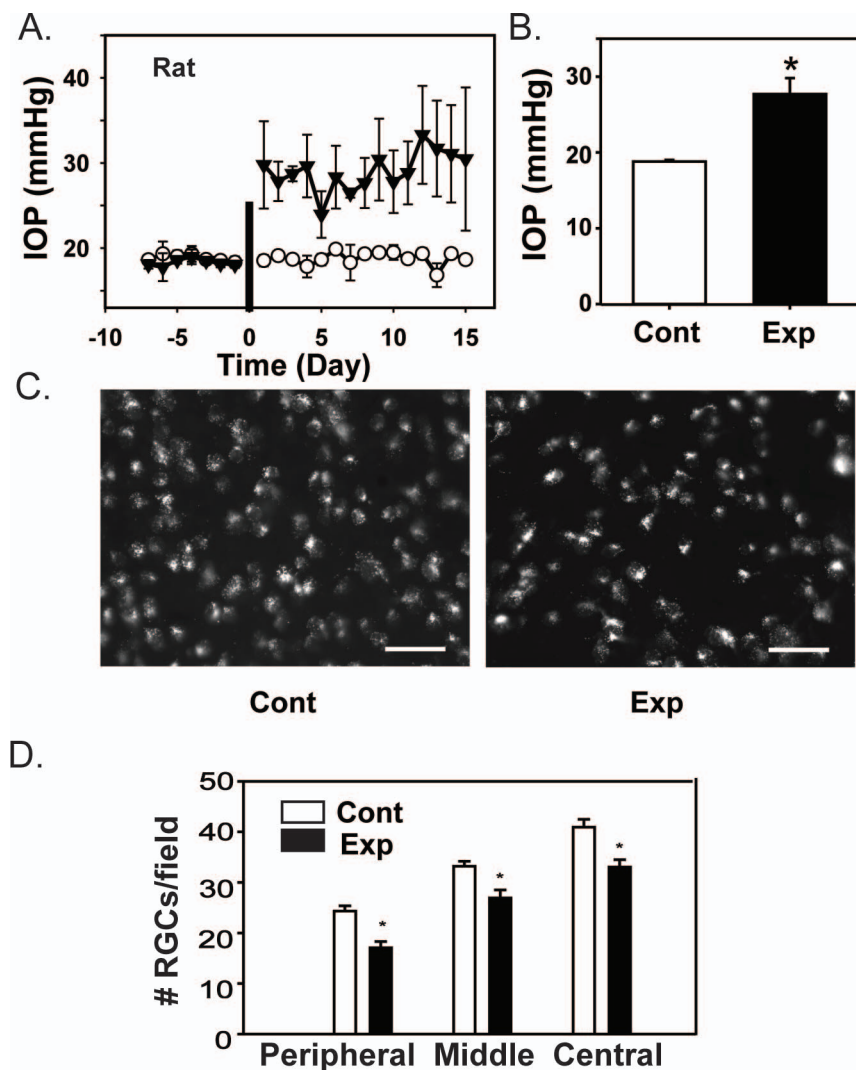 A.
Rat
IOP (mmHg)
40
30
20
-10 -5 0 5 10 15
Time (Day)
B.
*
IOP (mmHg)
30
20
10
0
Cont Exp
C.
Cont Exp
D.
# RGCs/field
50
40
30
20
10
0
Cont
Exp
* * *
Peripheral Middle Central